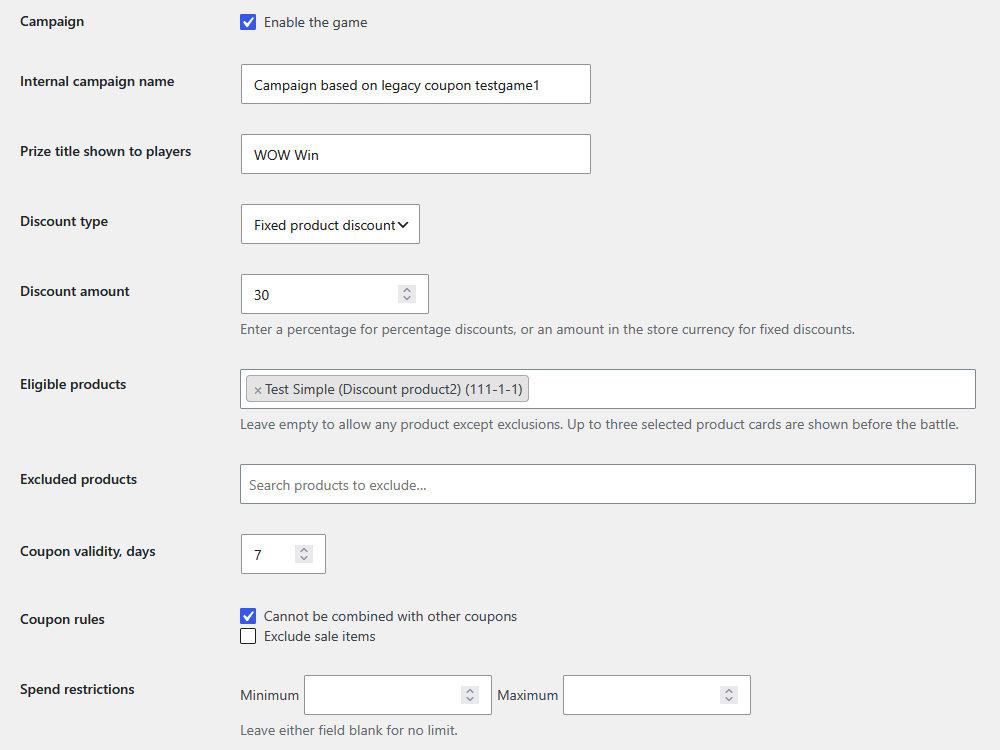 Campaign
Enable the game
Internal campaign name
Campaign based on legacy coupon testgame1
Prize title shown to players
WOW Win
Discount type
Fixed product discount
Discount amount
30
Enter a percentage for percentage discounts, or an amount in the store currency for fixed discounts.
Eligible products
× Test Simple (Discount product2) (111-1-1)
Leave empty to allow any product except exclusions. Up to three selected product cards are shown before the battle.
Excluded products
Search products to exclude...
Coupon validity, days
7
Coupon rules
Cannot be combined with other coupons
Exclude sale items
Spend restrictions
Minimum
Maximum
Leave either field blank for no limit.